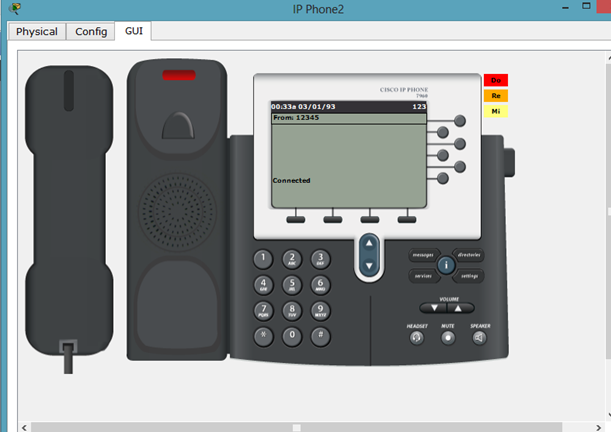 IP Phone2
Physical Config GUI
CISCO IP PHONE
7960
Do
Re
Mi
00:33a 03/01/93 123
From: 12345
Connected
1 2 ABC 3 DEF
4 GHI 5 JKL 6 MNO
7 PQRS 8 TUV 9 WXYZ
* 0 #
messages directories
i
services settings
VOLUME
HEADSET MUTE SPEAKER